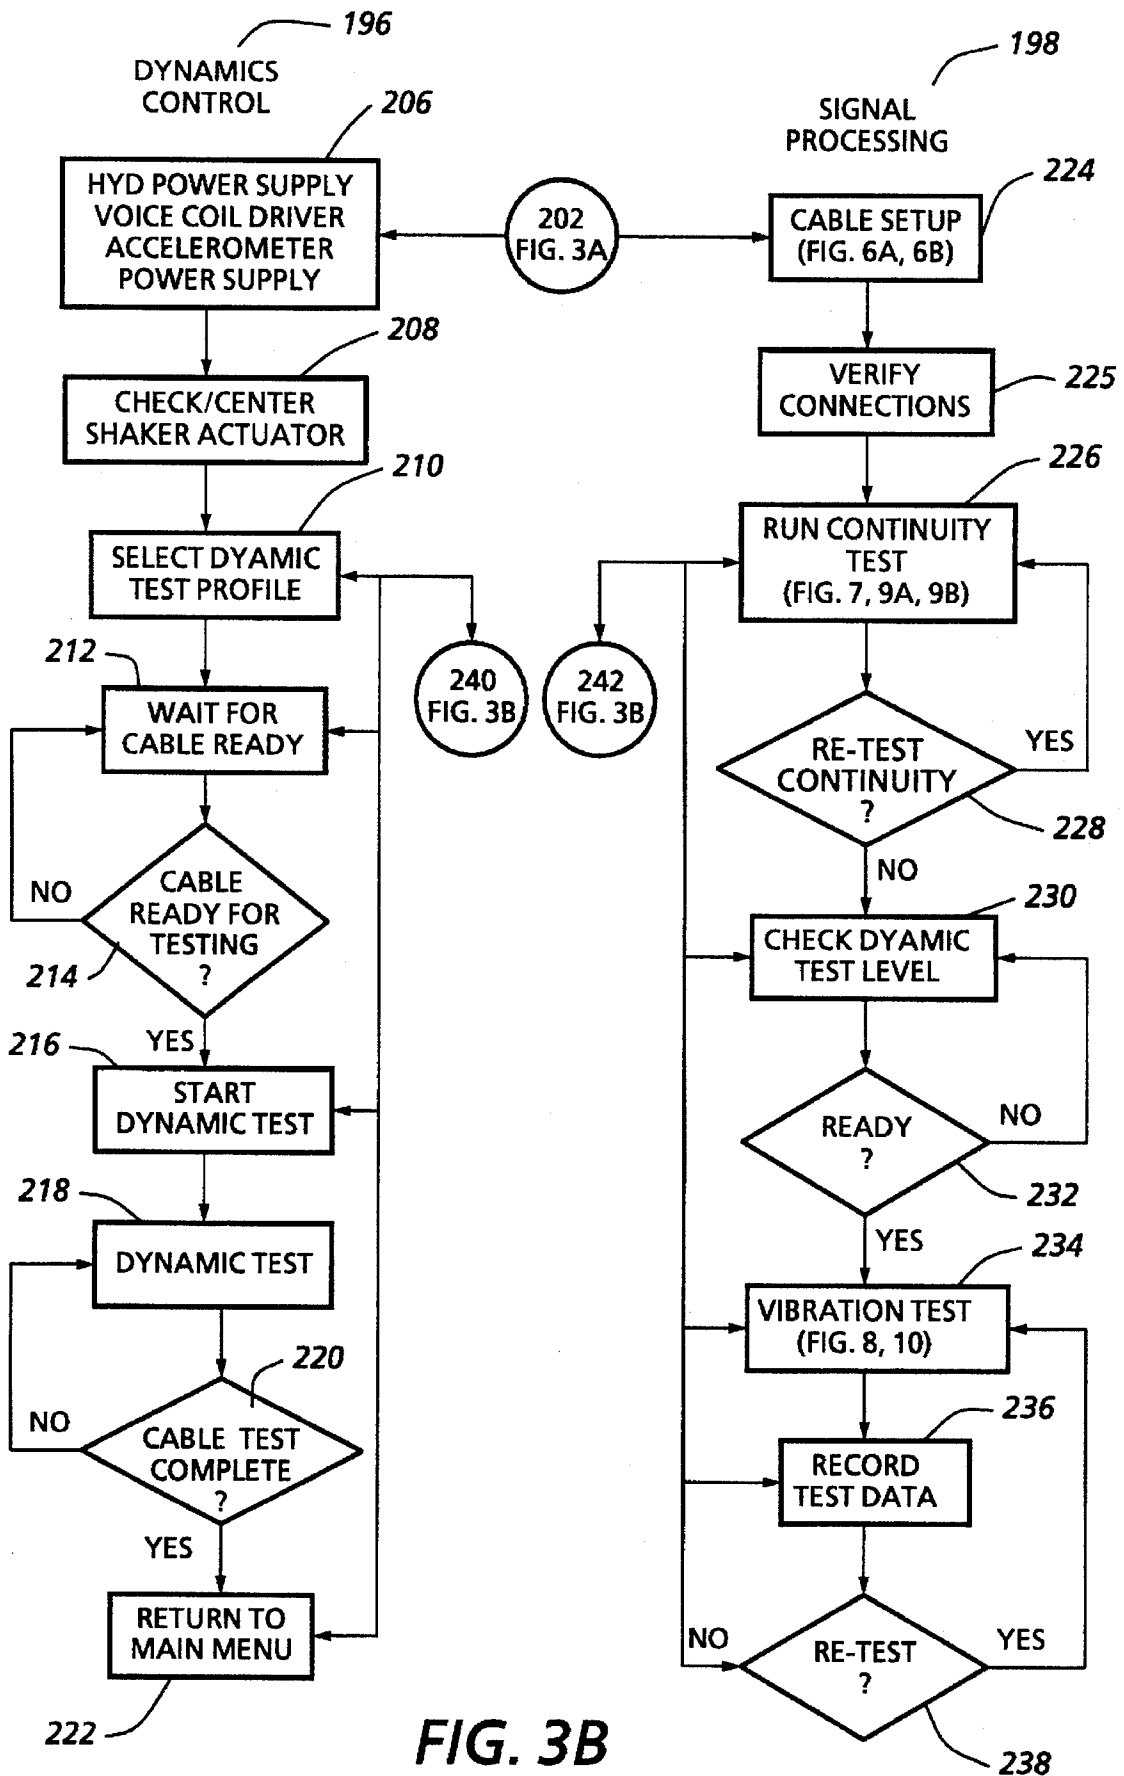 196
DYNAMICS
CONTROL
206
HYD POWER SUPPLY
VOICE COIL DRIVER
ACCELEROMETER
POWER SUPPLY
208
CHECK/CENTER
SHAKER ACTUATOR
210
SELECT DYAMIC
TEST PROFILE
212
WAIT FOR
CABLE READY
NO
CABLE
READY FOR
TESTING
?
214
YES
216
START
DYNAMIC TEST
218
DYNAMIC TEST
220
NO
CABLE TEST
COMPLETE
?
YES
RETURN TO
MAIN MENU
222
202
FIG. 3A
240
FIG. 3B
242
FIG. 3B
198
SIGNAL
PROCESSING
224
CABLE SETUP
(FIG. 6A, 6B)
VERIFY
CONNECTIONS
225
226
RUN CONTINUITY
TEST
(FIG. 7, 9A, 9B)
RE-TEST
CONTINUITY
?
YES
228
NO
230
CHECK DYAMIC
TEST LEVEL
READY
?
NO
232
YES
234
VIBRATION TEST
(FIG. 8, 10)
236
RECORD
TEST DATA
NO
RE-TEST
?
YES
238
FIG. 3B